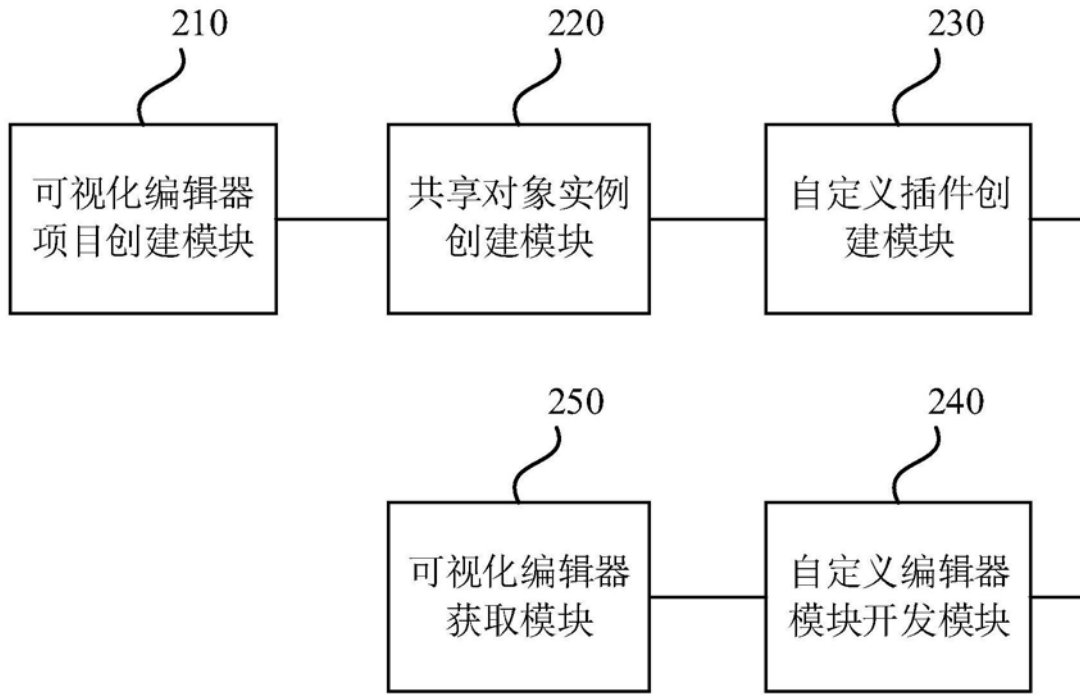 210
220
230
可视化编辑器
项目创建模块
共享对象实例
创建模块
自定义插件创
建模块
250
240
可视化编辑器
获取模块
自定义编辑器
模块开发模块